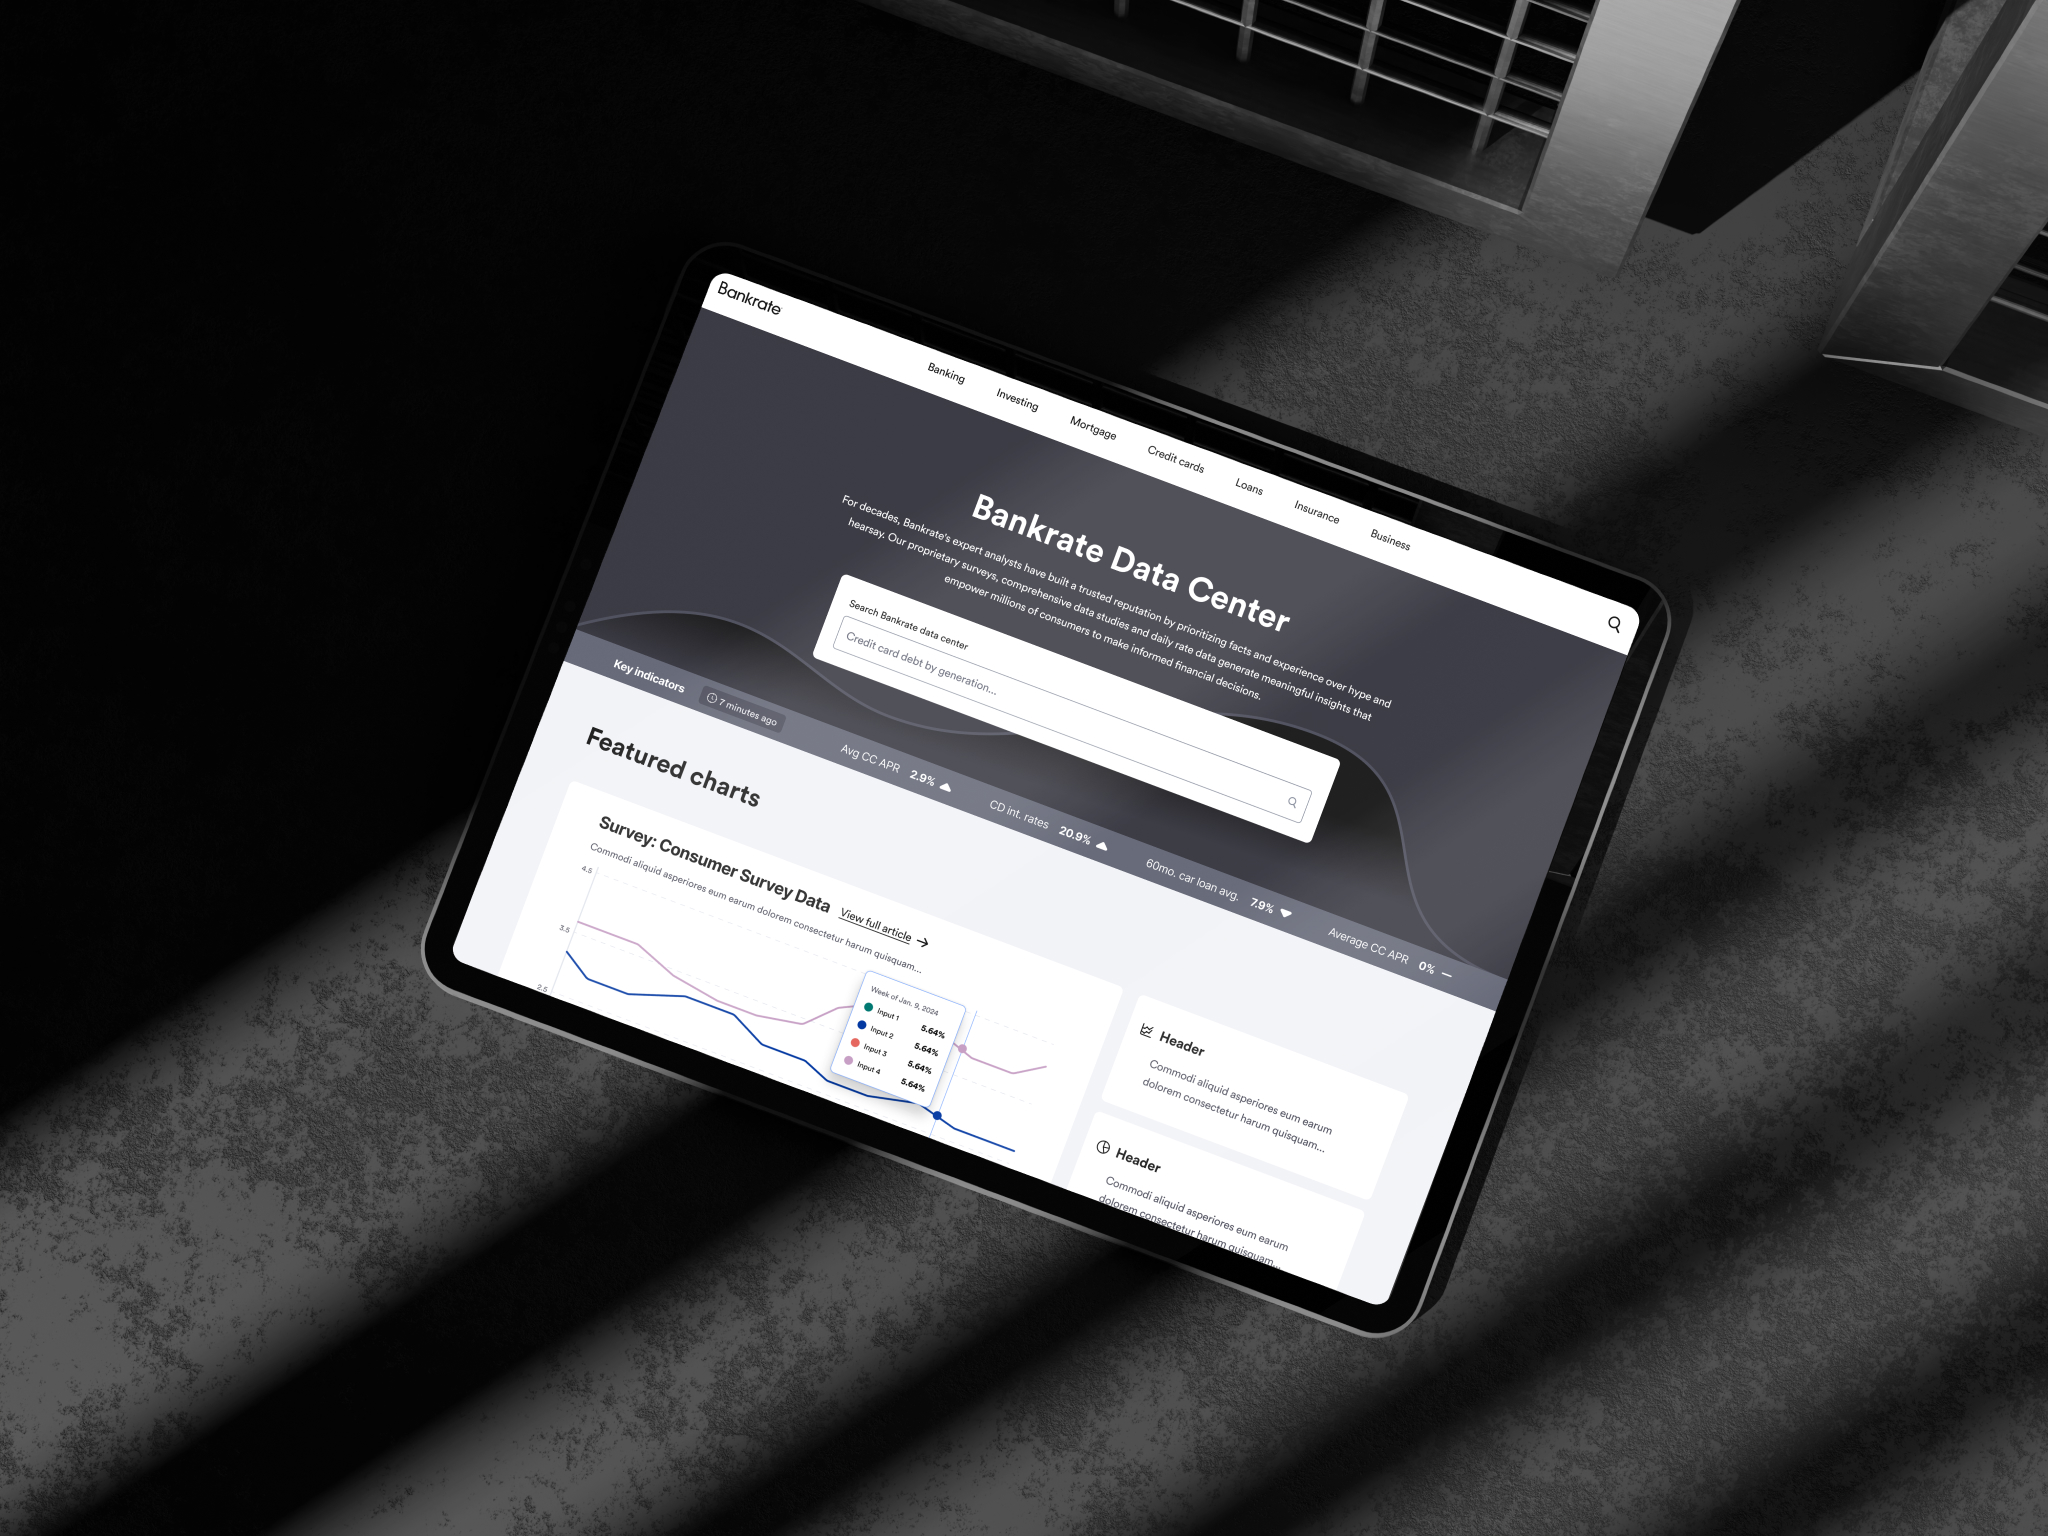 Bankrate
Banking
Investing
Mortgage
Credit cards
Loans
Insurance
Business
Bankrate Data Center
For decades, Bankrate's expert analysts have built a trusted reputation by prioritizing facts and experience over hype and
hearsay. Our proprietary surveys, comprehensive data studies and daily rate data generate meaningful insights that
empower millions of consumers to make informed financial decisions.
Search Bankrate data center
Credit card debt by generation...
Key indicators
7 minutes ago
Avg CC APR 2.9%
CD int. rates 20.9%
60mo. car loan avg. 7.9%
Average CC APR 0%
Featured charts
Survey: Consumer Survey Data
View full article
Commodi aliquid asperiores eum earum dolorem consectetur harum quisquam...
4.5
3.5
2.5
Week of Jan. 9, 2024
Input 1 5.64%
Input 2 5.64%
Input 3 5.64%
Input 4 5.64%
Header
Commodi aliquid asperiores eum earum
dolorem consectetur harum quisquam...
Header
Commodi aliquid asperiores eum earum
dolorem consectetur harum quisquam...